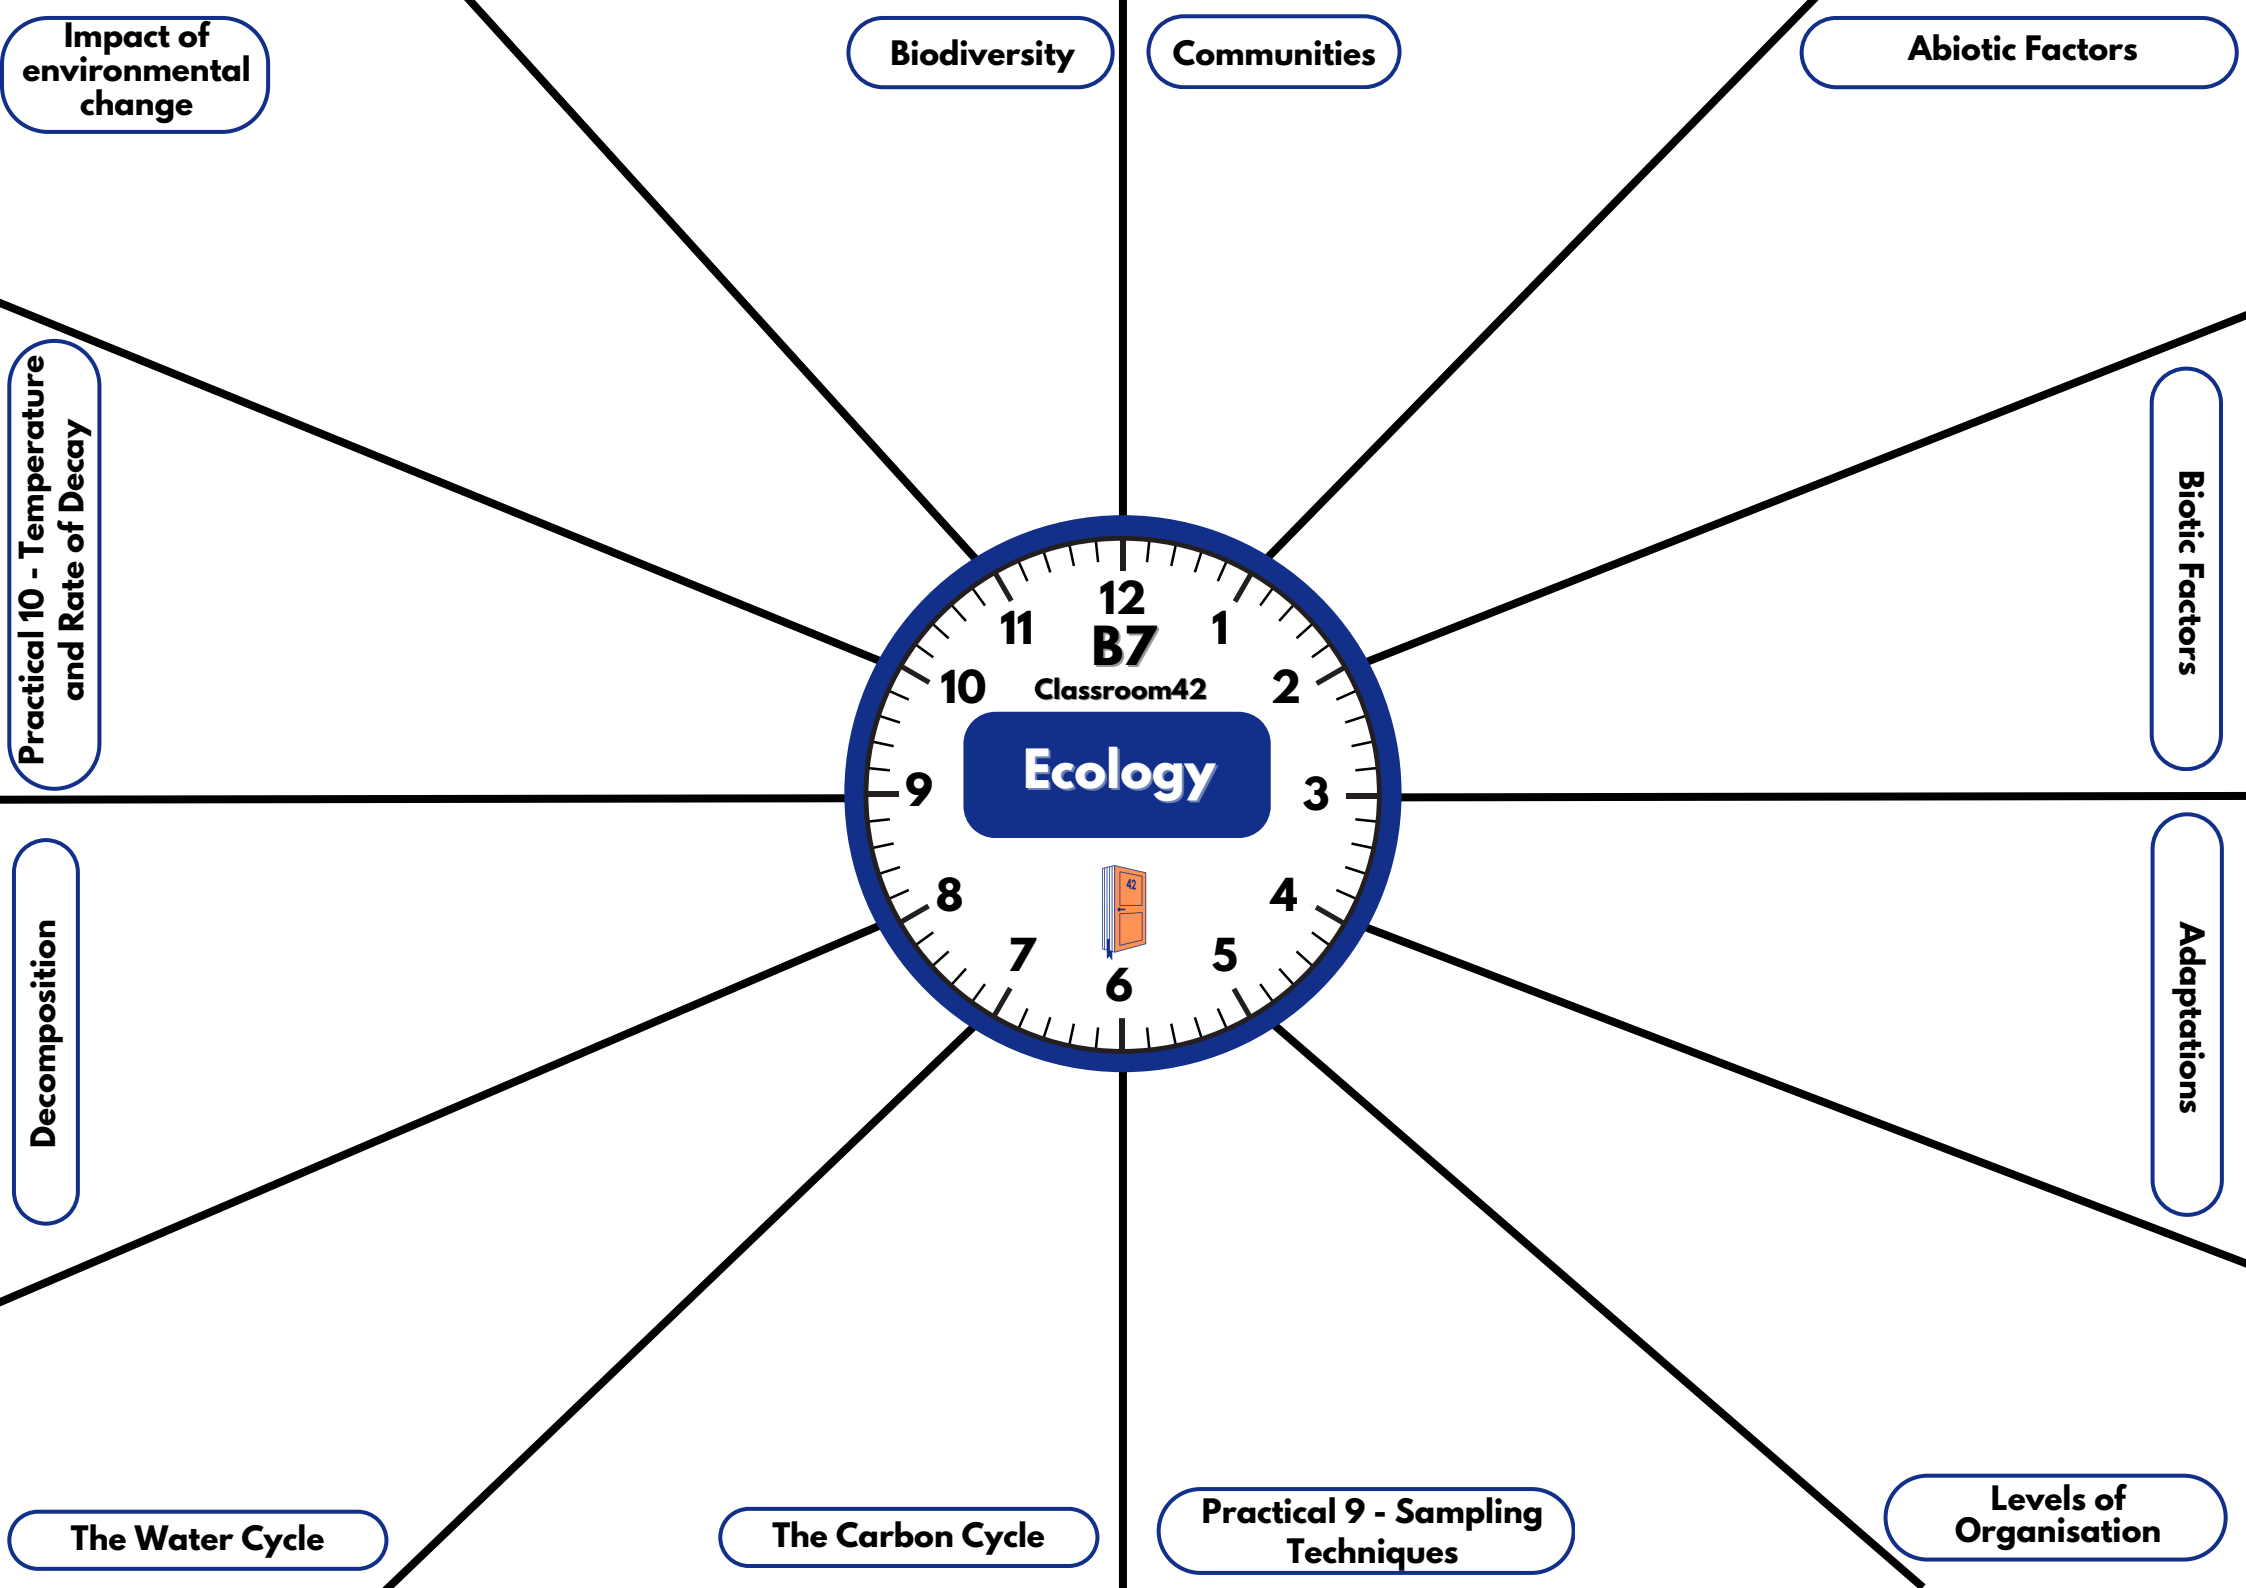 Impact of
environmental
change
Biodiversity
Communities
Abiotic Factors
Biotic Factors
Adaptations
Levels of
Organisation
Practical 9 - Sampling
Techniques
The Carbon Cycle
The Water Cycle
Decomposition
Practical 10 - Temperature
and Rate of Decay
12
1
2
3
4
5
6
7
8
9
10
11
B7
Classroom42
Ecology
42